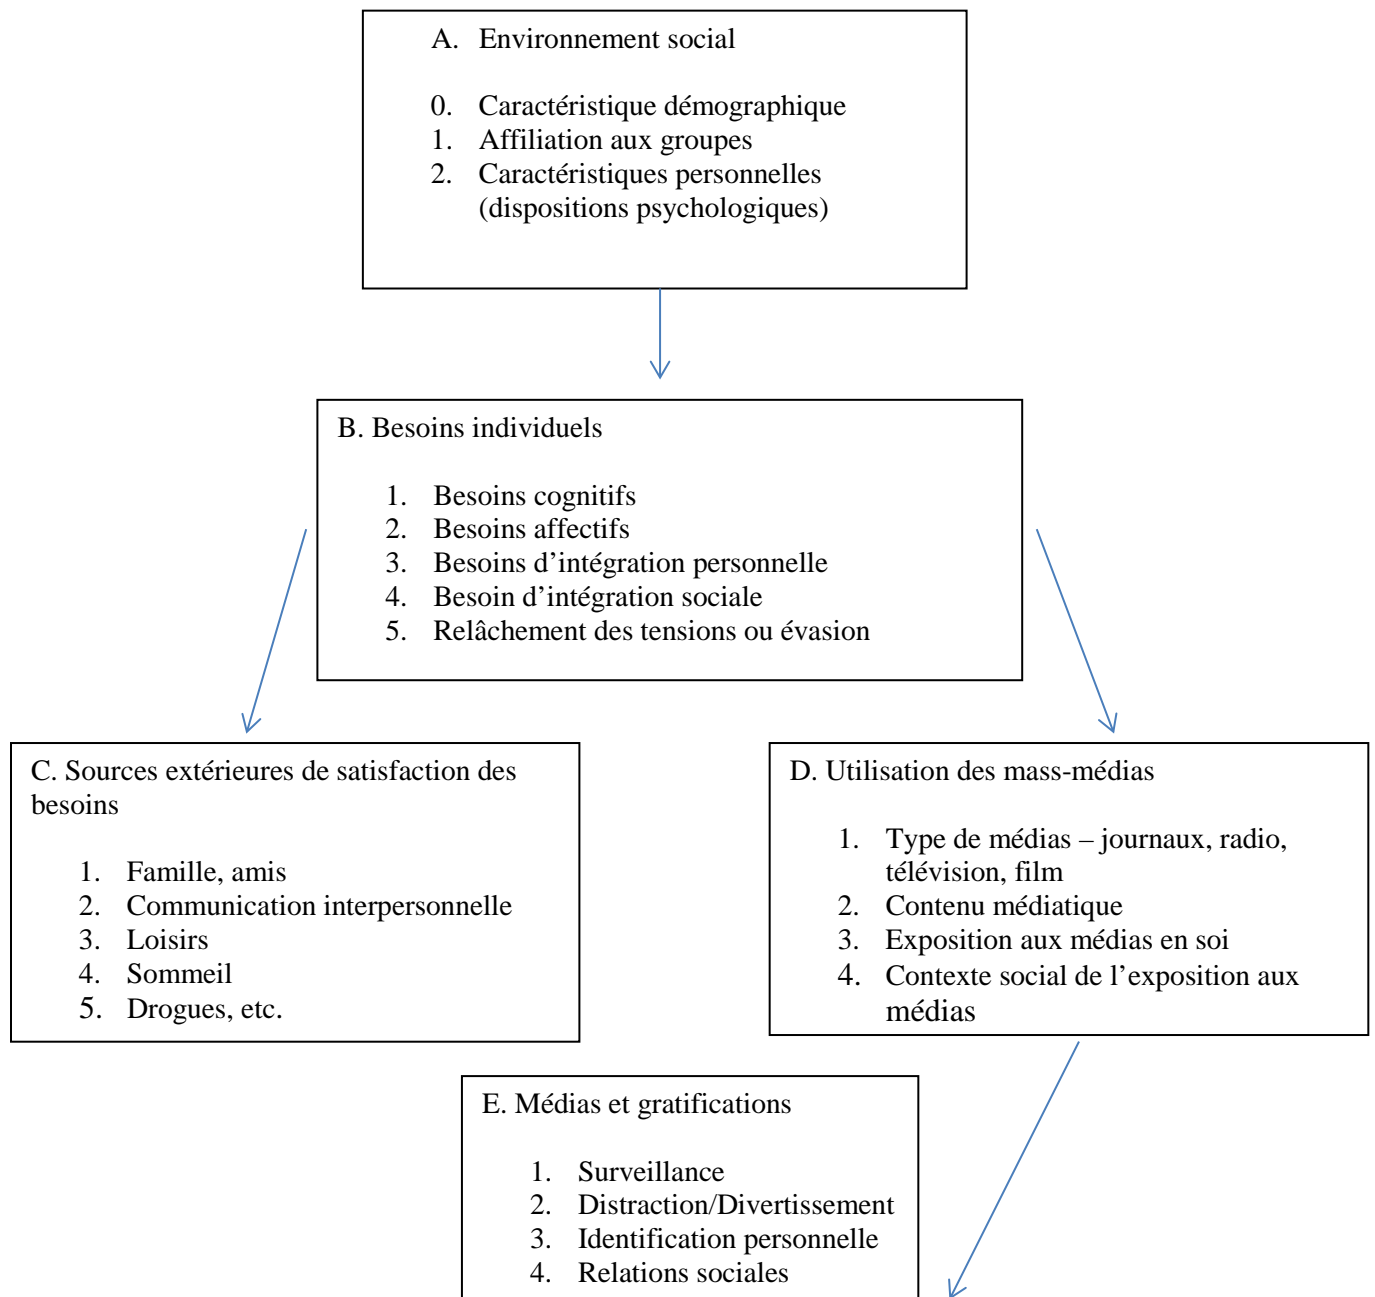 A. Environnement social
0. Caractéristique démographique
1. Affiliation aux groupes
2. Caractéristiques personnelles
(dispositions psychologiques)
B. Besoins individuels
1. Besoins cognitifs
2. Besoins affectifs
3. Besoins d’intégration personnelle
4. Besoin d’intégration sociale
5. Relâchement des tensions ou évasion
C. Sources extérieures de satisfaction des
besoins
1. Famille, amis
2. Communication interpersonnelle
3. Loisirs
4. Sommeil
5. Drogues, etc.
D. Utilisation des mass-médias
1. Type de médias – journaux, radio,
télévision, film
2. Contenu médiatique
3. Exposition aux médias en soi
4. Contexte social de l’exposition aux
médias
E. Médias et gratifications
1. Surveillance
2. Distraction/Divertissement
3. Identification personnelle
4. Relations sociales